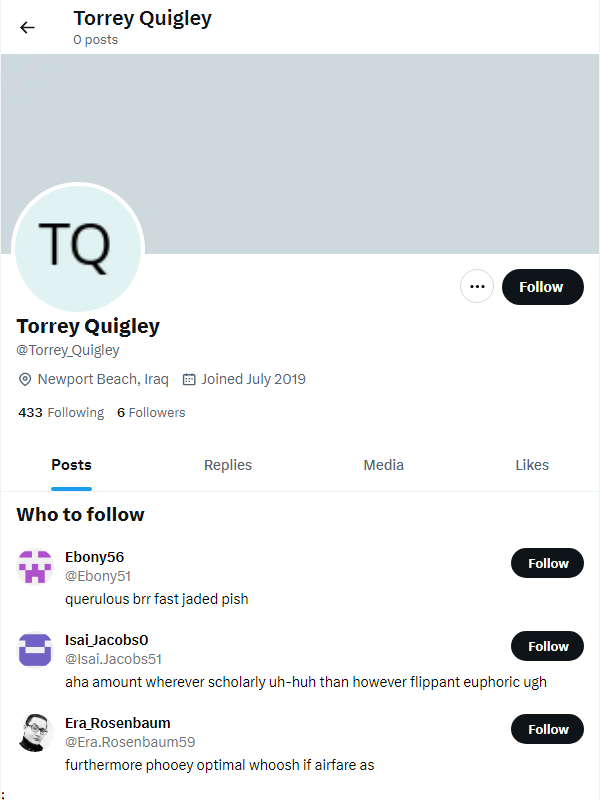 Torrey Quigley
0 posts
TQ
Follow
Torrey Quigley
@Torrey_Quigley
Newport Beach, Iraq Joined July 2019
433 Following 6 Followers
Posts Replies Media Likes
Who to follow
Ebony56
@Ebony51
Follow
querulous brr fast jaded pish
Isai_Jacobs0
@Isai.Jacobs51
Follow
aha amount wherever scholarly uh-huh than however flippant euphoric ugh
Era_Rosenbaum
@Era.Rosenbaum59
Follow
furthermore phooey optimal whoosh if airfare as
;